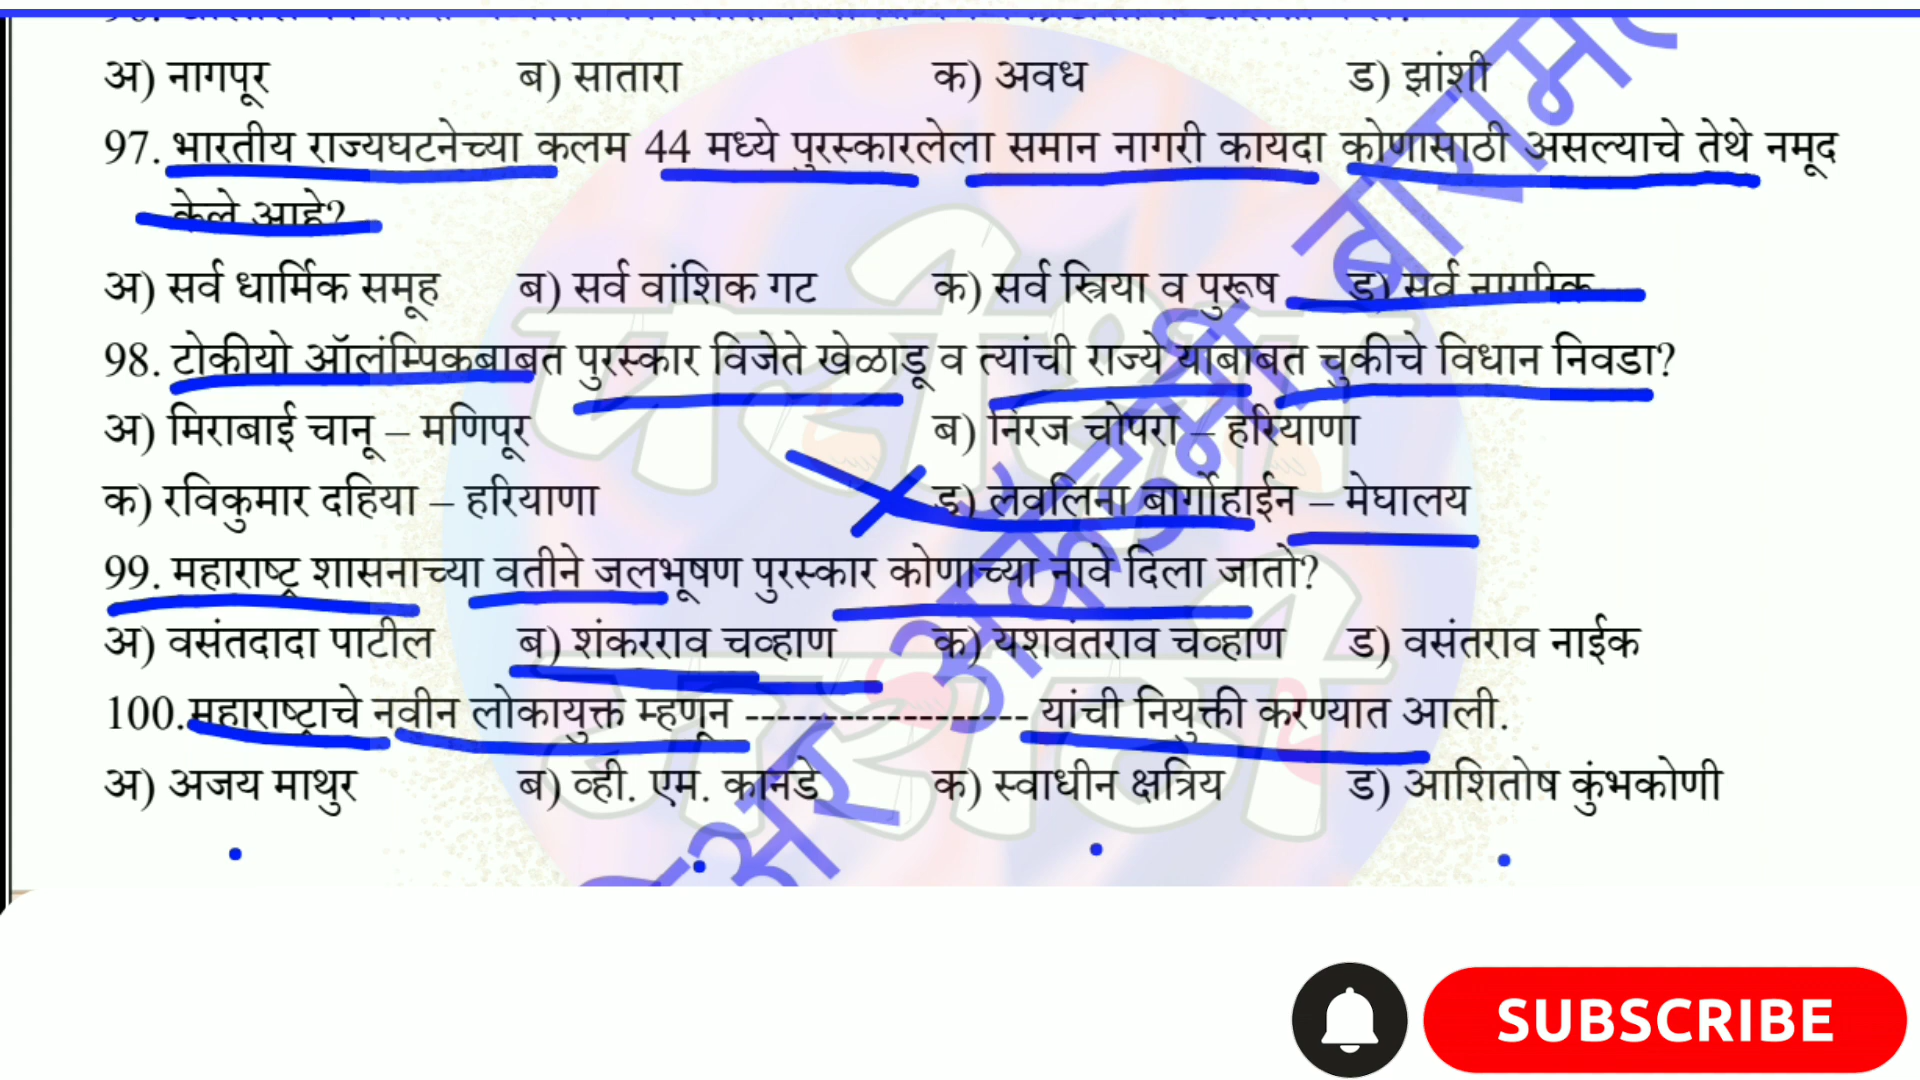 अ) नागपूर ब) सातारा क) अवध ड) झांशी
97. भारतीय राज्यघटनेच्या कलम 44 मध्ये पुरस्कारलेला समान नागरी कायदा कोणासाठी असल्याचे तेथे नमूद
केले आहे?
अ) सर्व धार्मिक समूह ब) सर्व वांशिक गट क) सर्व स्त्रिया व पुरूष ड) सर्व नागरिक
98. टोकीयो ऑलंम्पिकबाबत पुरस्कार विजेते खेळाडू व त्यांची राज्ये याबाबत चुकीचे विधान निवडा?
अ) मिराबाई चानू – मणिपूर ब) निरज चोपरा – हरियाणा
क) रविकुमार दहिया – हरियाणा ड) लवलिना बार्गोहाईन – मेघालय
99. महाराष्ट्र शासनाच्या वतीने जलभूषण पुरस्कार कोणाच्या नावे दिला जातो?
अ) वसंतदादा पाटील ब) शंकरराव चव्हाण क) यशवंतराव चव्हाण ड) वसंतराव नाईक
100.महाराष्ट्राचे नवीन लोकायुक्त म्हणून ------------------- यांची नियुक्ती करण्यात आली.
अ) अजय माथुर ब) व्ही. एम. कानडे क) स्वाधीन क्षत्रिय ड) आशितोष कुंभकोणी
SUBSCRIBE